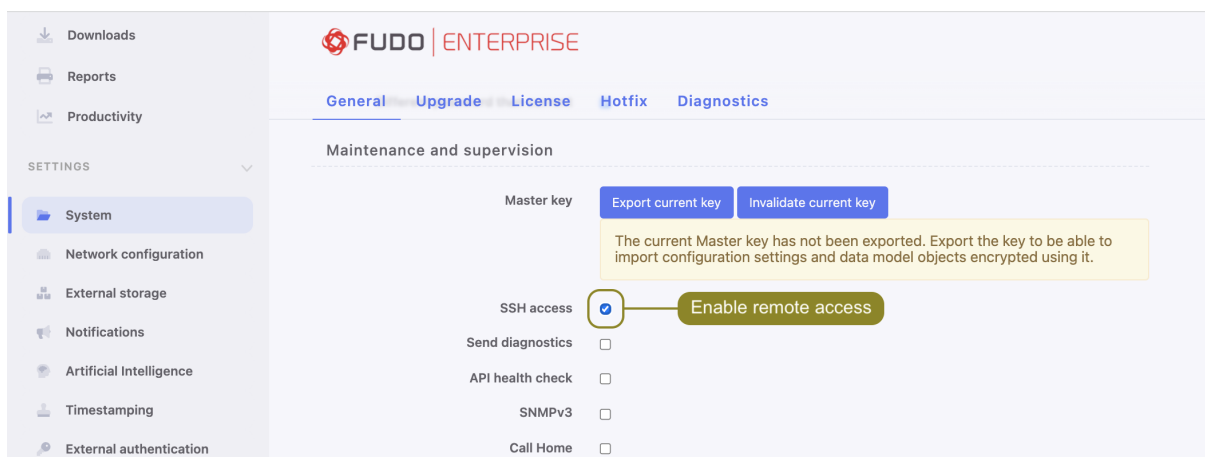 Downloads
Reports
Productivity
SETTINGS
System
Network configuration
External storage
Notifications
Artificial Intelligence
Timestamping
External authentication
FUDO | ENTERPRISE
General Upgrade License Hotfix Diagnostics
Maintenance and supervision
Master key Export current key Invalidate current key
The current Master key has not been exported. Export the key to be able to
import configuration settings and data model objects encrypted using it.
SSH access Enable remote access
Send diagnostics
API health check
SNMPv3
Call Home